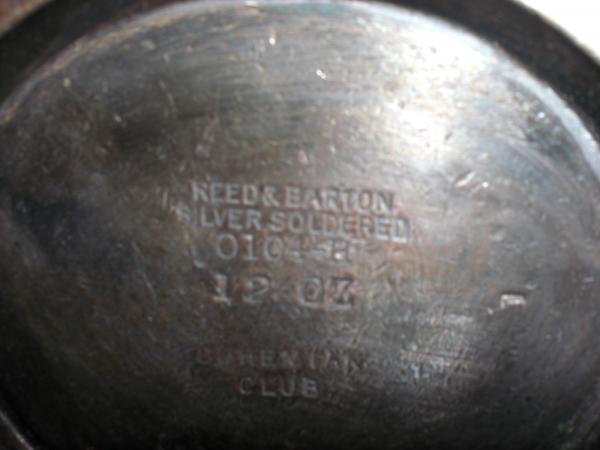 REED & BARTON
SILVER SOLDERED
12 OZ
BOHEMIAN
CLUB